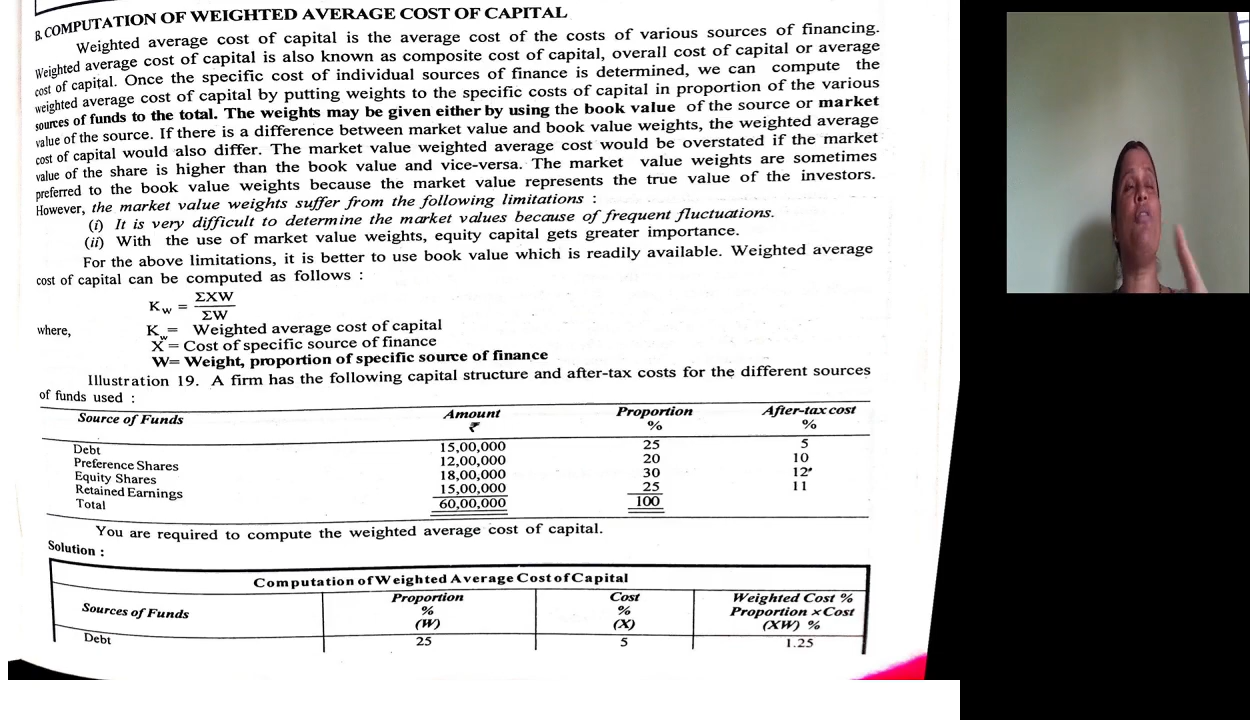 B. COMPUTATION OF WEIGHTED AVERAGE COST OF CAPITAL
Weighted average cost of capital is the average cost of the costs of various sources of financing.
Weighted average cost of capital is also known as composite cost of capital, overall cost of capital or average
cost of capital. Once the specific cost of individual sources of finance is determined, we can compute the
weighted average cost of capital by putting weights to the specific costs of capital in proportion of the various
sources of funds to the total. The weights may be given either by using the book value of the source or market
value of the source. If there is a difference between market value and book value weights, the weighted average
cost of capital would also differ. The market value weighted average cost would be overstated if the market
value of the share is higher than the book value and vice-versa. The market value weights are sometimes
preferred to the book value weights because the market value represents the true value of the investors.
However, the market value weights suffer from the following limitations :
(i) It is very difficult to determine the market values because of frequent fluctuations.
(ii) With the use of market value weights, equity capital gets greater importance.
For the above limitations, it is better to use book value which is readily available. Weighted average
cost of capital can be computed as follows :
Kw = ΣXW / ΣW
where, Kw = Weighted average cost of capital
X = Cost of specific source of finance
W= Weight, proportion of specific source of finance
Illustration 19. A firm has the following capital structure and after-tax costs for the different sources
of funds used :
Source of Funds Amount ₹ Proportion % After-tax cost %
Debt 15,00,000 25 5
Preference Shares 12,00,000 20 10
Equity Shares 18,00,000 30 12
Retained Earnings 15,00,000 25 11
Total 60,00,000 100
You are required to compute the weighted average cost of capital.
Solution :
Computation of Weighted Average Cost of Capital
Sources of Funds Proportion % (W) Cost % (X) Weighted Cost % Proportion × Cost (XW) %
Debt 25 5 1.25